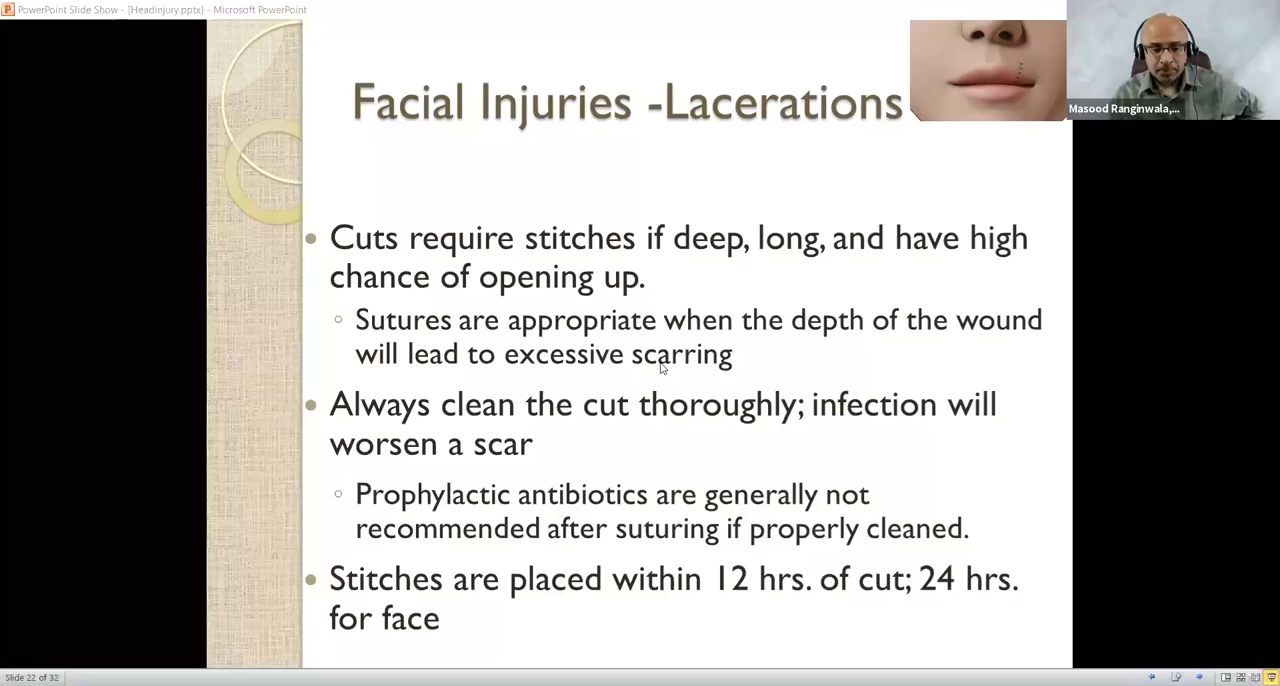 PowerPoint Slide Show - [Headinjury.pptx] - Microsoft PowerPoint
Facial Injuries -Lacerations
Masood Ranginwala,...
Cuts require stitches if deep, long, and have high
chance of opening up.
Sutures are appropriate when the depth of the wound
will lead to excessive scarring
Always clean the cut thoroughly; infection will
worsen a scar
Prophylactic antibiotics are generally not
recommended after suturing if properly cleaned.
Stitches are placed within 12 hrs. of cut; 24 hrs.
for face
Slide 22 of 32